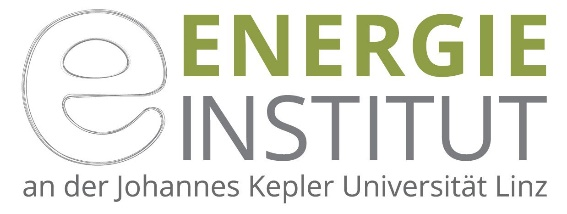 e ENERGIE
INSTITUT
an der Johannes Kepler Universität Linz